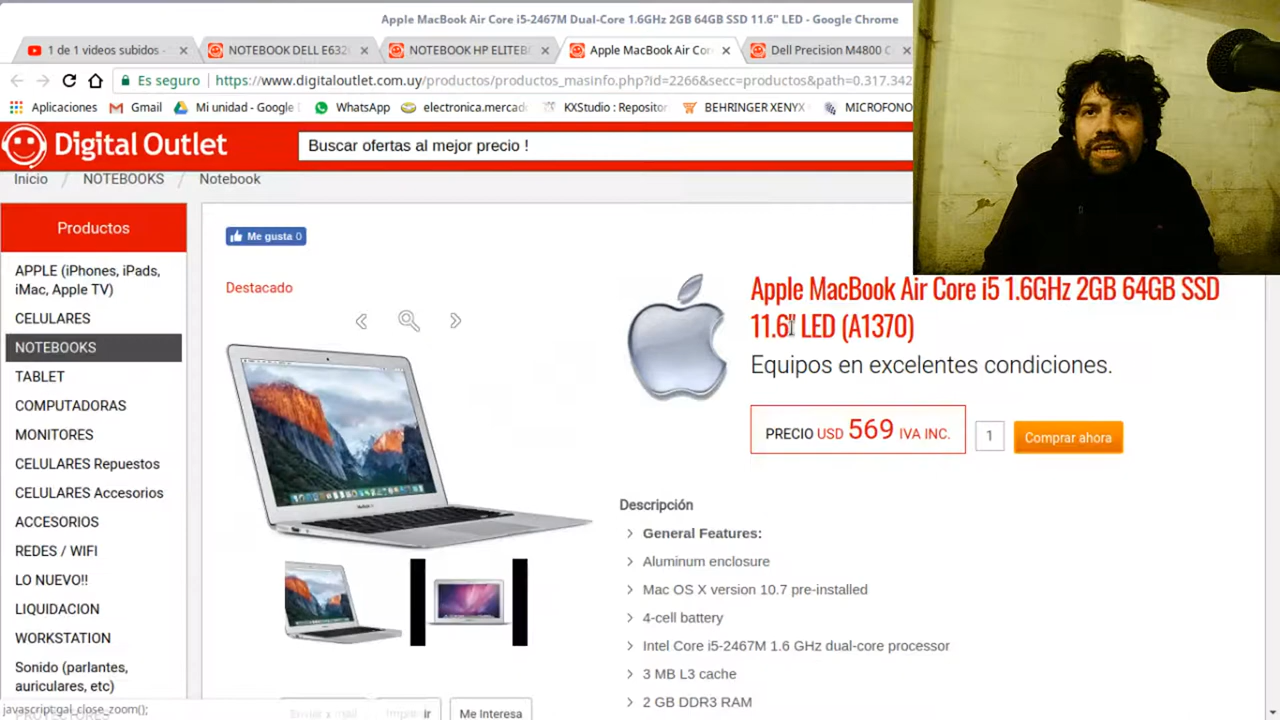 Apple MacBook Air Core i5-2467M Dual-Core 1.6GHz 2GB 64GB SSD 11.6" LED - Google Chrome
1 de 1 videos subidos -
NOTEBOOK DELL E632
NOTEBOOK HP ELITEB
Apple MacBook Air Cor
Dell Precision M4800 C
Es seguro
https://www.digitaloutlet.com.uy/productos/productos_masinfo.php?id=2266&secc=productos&path=0.317.342
Aplicaciones
Gmail
Mi unidad - Google
WhatsApp
electronica.mercad
KXStudio : Repositor
BEHRINGER XENYX
MICROFONO
Digital Outlet
Buscar ofertas al mejor precio !
Inicio / NOTEBOOKS / Notebook
Productos
APPLE (iPhones, iPads,
iMac, Apple TV)
CELULARES
NOTEBOOKS
TABLET
COMPUTADORAS
MONITORES
CELULARES Repuestos
CELULARES Accesorios
ACCESORIOS
REDES / WIFI
LO NUEVO!!
LIQUIDACION
WORKSTATION
Sonido (parlantes,
auriculares, etc)
javascript:gal_close_zoom();
Me gusta 0
Destacado
Apple MacBook Air Core i5 1.6GHz 2GB 64GB SSD
11.6" LED (A1370)
Equipos en excelentes condiciones.
PRECIO USD 569 IVA INC.
1
Comprar ahora
Descripción
General Features:
Aluminum enclosure
Mac OS X version 10.7 pre-installed
4-cell battery
Intel Core i5-2467M 1.6 GHz dual-core processor
3 MB L3 cache
2 GB DDR3 RAM
Me Interesa